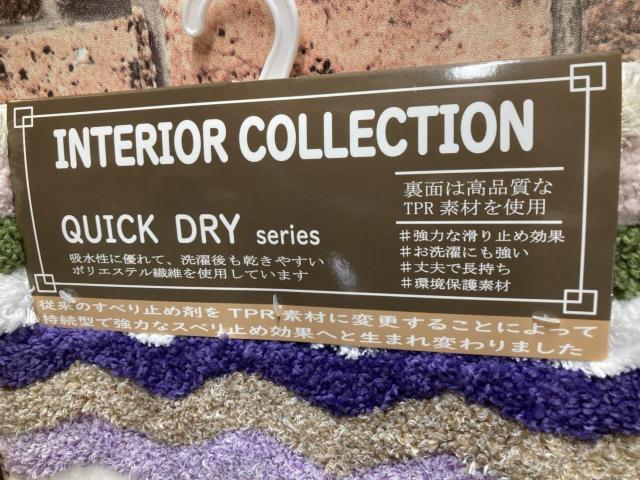 INTERIOR COLLECTION
QUICK DRY series
吸水性に優れて、洗濯後も乾きやすい
ポリエステル繊維を使用しています
裏面は高品質な
TPR 素材を使用
#強力な滑り止め効果
#お洗濯にも強い
#丈夫で長持ち
#環境保護素材
従来のすべり止め剤をTPR素材に変更することによって
持続型で強力なスベリ止め効果へと生まれ変わりました